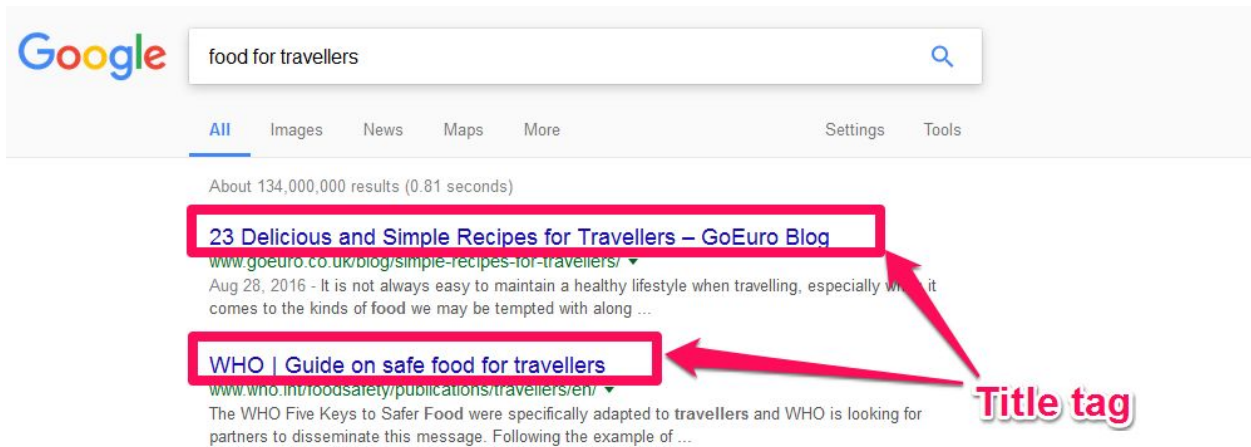 Google
food for travellers
All Images News Maps More Settings Tools
About 134,000,000 results (0.81 seconds)
23 Delicious and Simple Recipes for Travellers – GoEuro Blog
www.goeuro.co.uk/blog/simple-recipes-for-travellers/
Aug 28, 2016 - It is not always easy to maintain a healthy lifestyle when travelling, especially when it
comes to the kinds of food we may be tempted with along ...
WHO | Guide on safe food for travellers
www.who.int/foodsafety/publications/travellers/en/
Title tag
The WHO Five Keys to Safer Food were specifically adapted to travellers and WHO is looking for
partners to disseminate this message. Following the example of ...